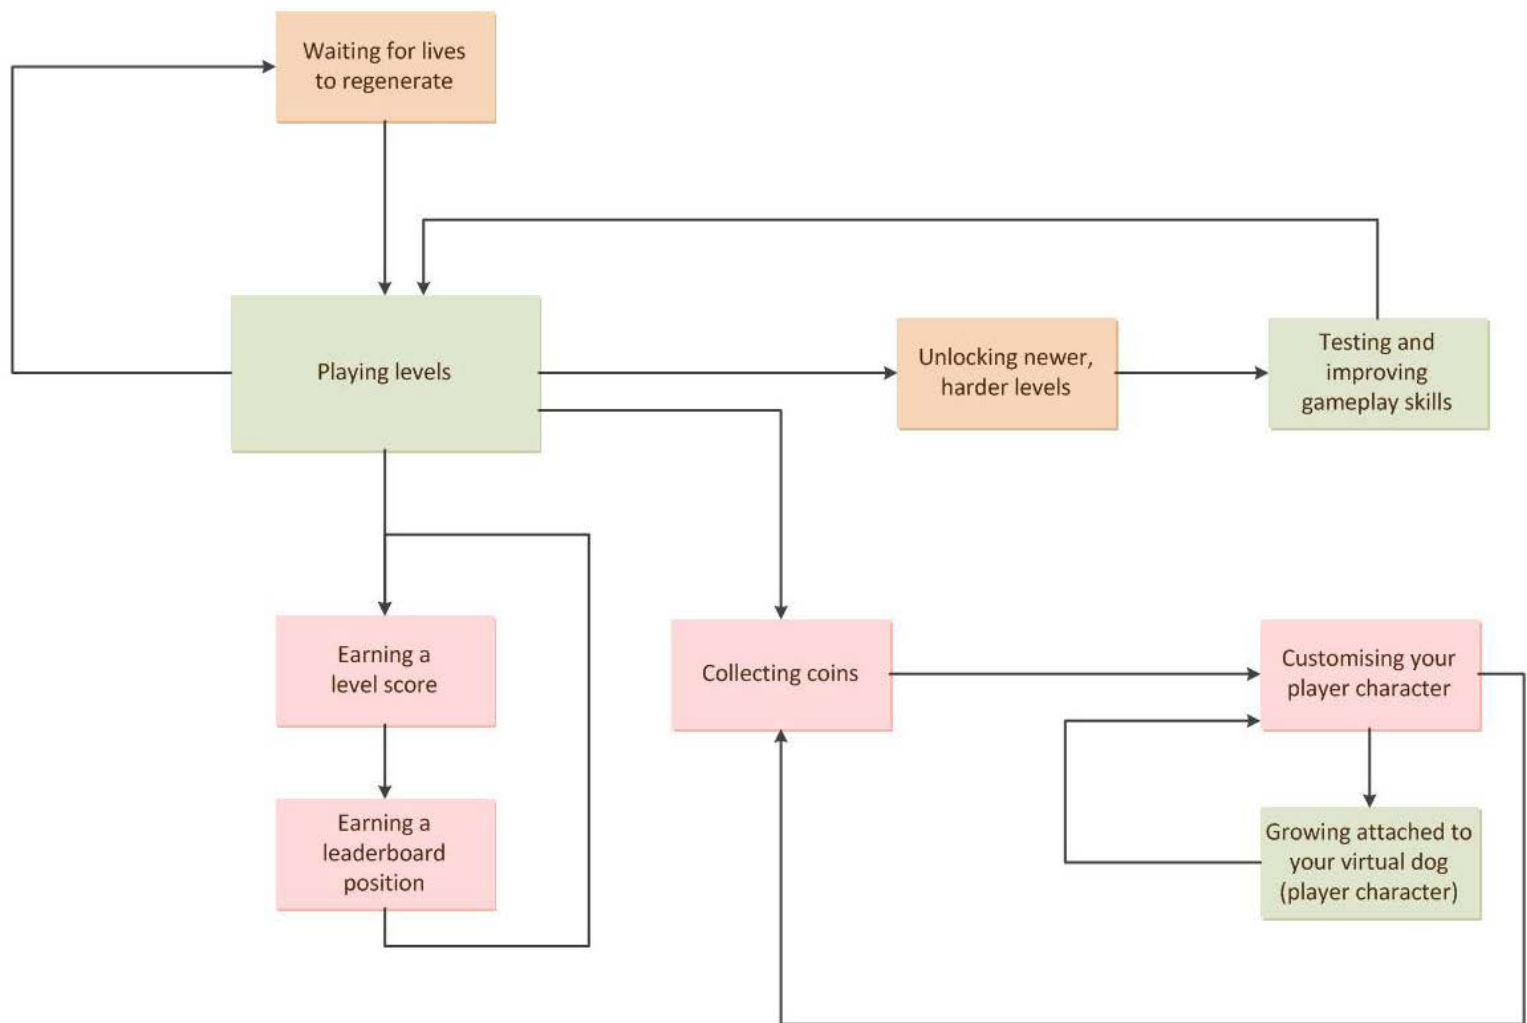 Waiting for lives
to regenerate
Playing levels
Unlocking newer,
harder levels
Testing and
improving
gameplay skills
Earning a
level score
Collecting coins
Customising your
player character
Earning a
leaderboard
position
Growing attached to
your virtual dog
(player character)